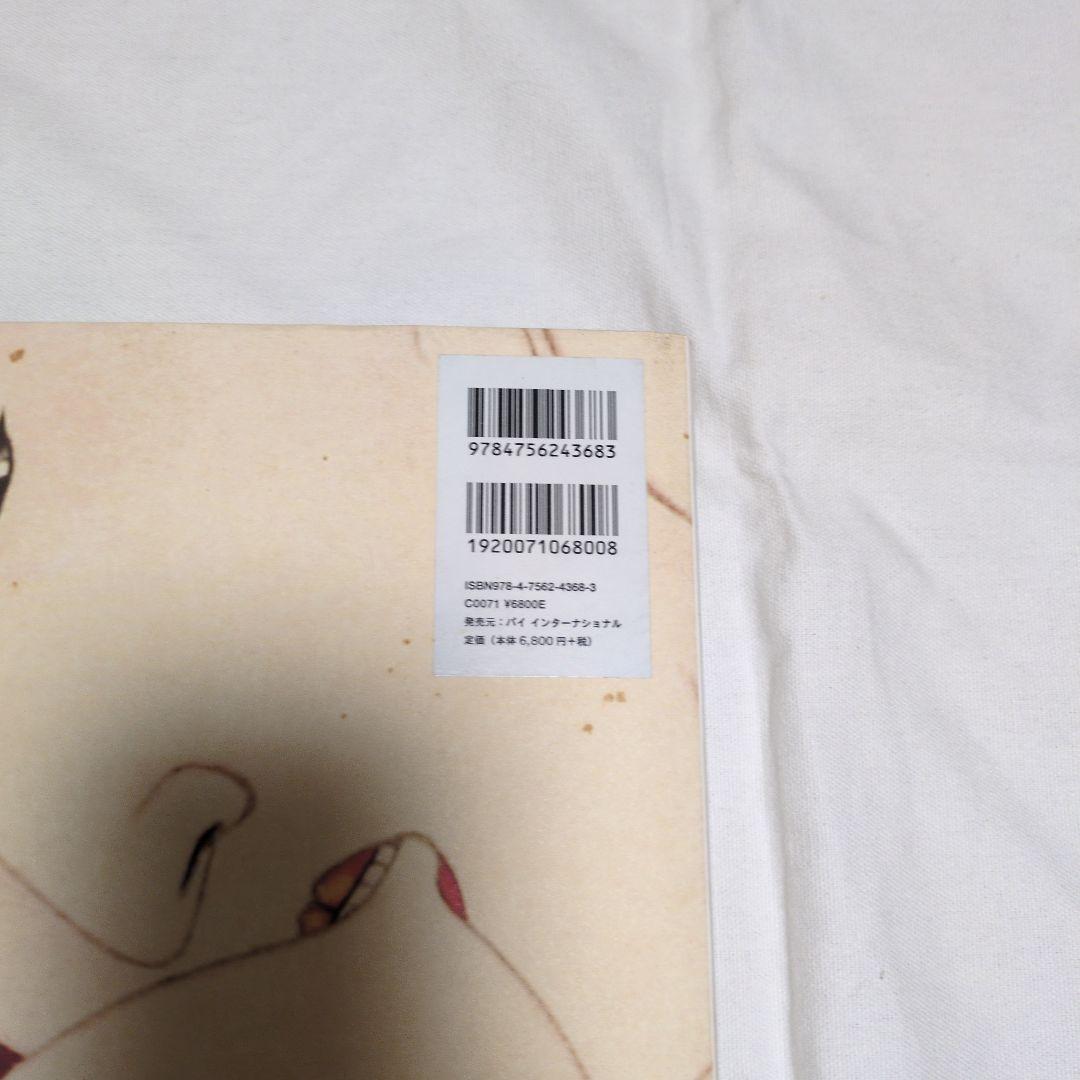 9784756243683
1920071068008
ISBN978-4-7562-4368-3
C0071 ¥6800E
発売元：パイ インターナショナル
定価（本体 6,800 円＋税）